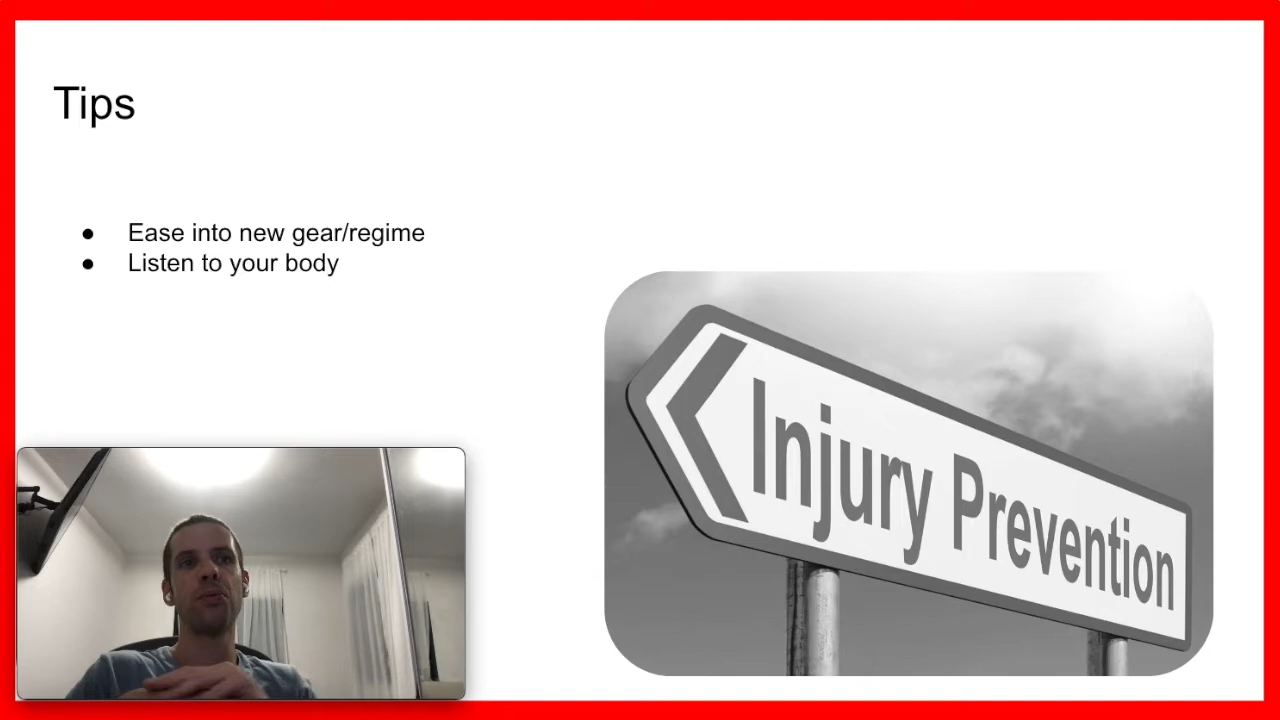 Tips
● Ease into new gear/regime
● Listen to your body
Injury Prevention